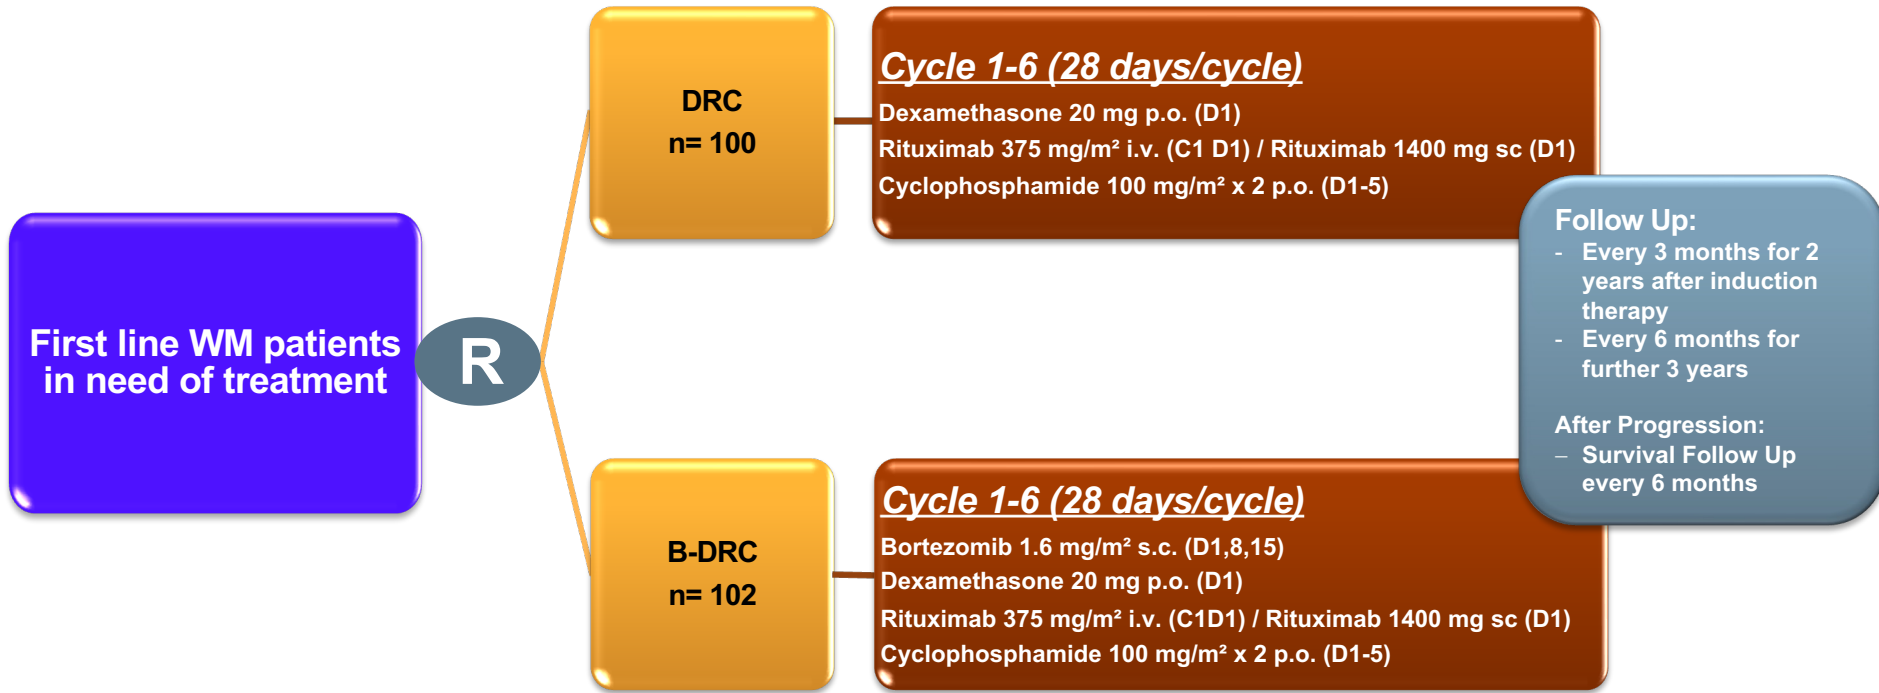 First line WM patients
in need of treatment
R
DRC
n= 100
Cycle 1-6 (28 days/cycle)
Dexamethasone 20 mg p.o. (D1)
Rituximab 375 mg/m² i.v. (C1 D1) / Rituximab 1400 mg sc (D1)
Cyclophosphamide 100 mg/m² x 2 p.o. (D1-5)
B-DRC
n= 102
Cycle 1-6 (28 days/cycle)
Bortezomib 1.6 mg/m² s.c. (D1,8,15)
Dexamethasone 20 mg p.o. (D1)
Rituximab 375 mg/m² i.v. (C1D1) / Rituximab 1400 mg sc (D1)
Cyclophosphamide 100 mg/m² x 2 p.o. (D1-5)
Follow Up:
- Every 3 months for 2
years after induction
therapy
- Every 6 months for
further 3 years
After Progression:
– Survival Follow Up
every 6 months